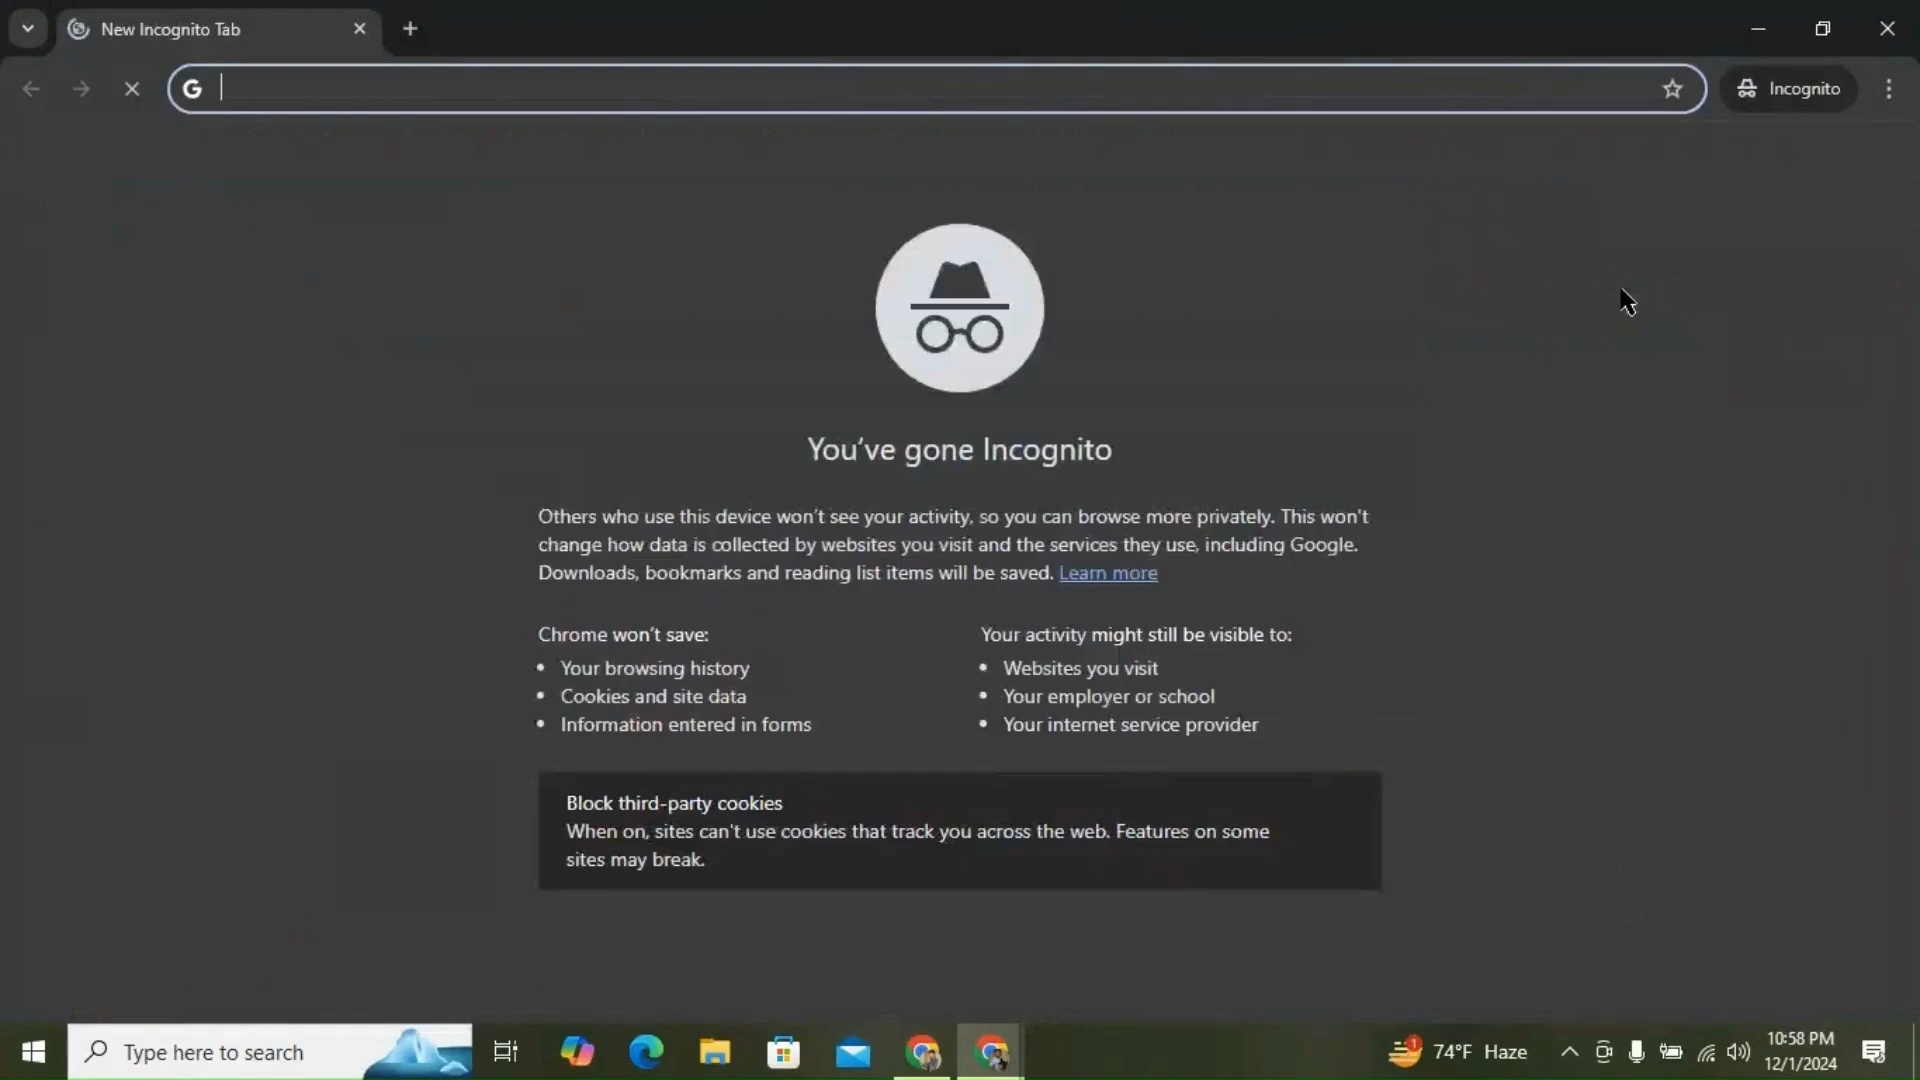 New Incognito Tab
Incognito
You've gone Incognito
Others who use this device won't see your activity, so you can browse more privately. This won't
change how data is collected by websites you visit and the services they use, including Google.
Downloads, bookmarks and reading list items will be saved. Learn more
Chrome won't save:
Your activity might still be visible to:
• Your browsing history
• Websites you visit
• Cookies and site data
• Your employer or school
• Information entered in forms
• Your internet service provider
Block third-party cookies
When on, sites can't use cookies that track you across the web. Features on some
sites may break.
Type here to search
1
74°F Haze
10:58 PM
12/1/2024